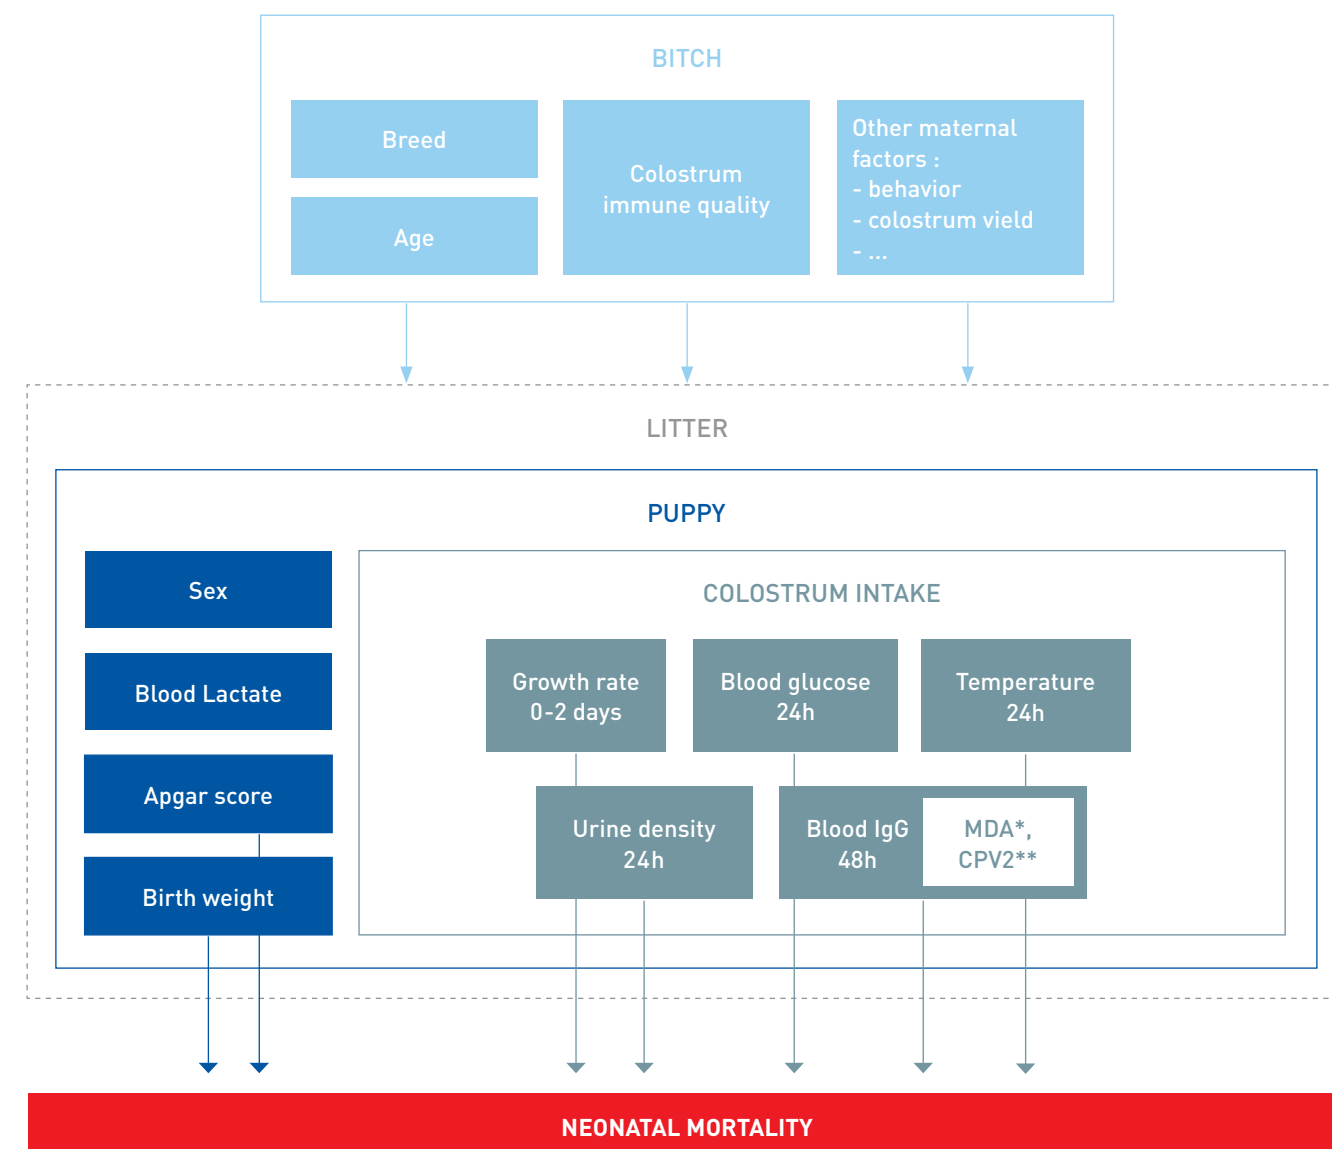 BITCH
Breed
Age
Colostrum
immune quality
Other maternal
factors :
- behavior
- colostrum vield
- ...
LITTER
PUPPY
Sex
Blood Lactate
Apgar score
Birth weight
COLOSTRUM INTAKE
Growth rate
0-2 days
Blood glucose
24h
Temperature
24h
Urine density
24h
Blood IgG
48h
MDA*,
CPV2**
NEONATAL MORTALITY